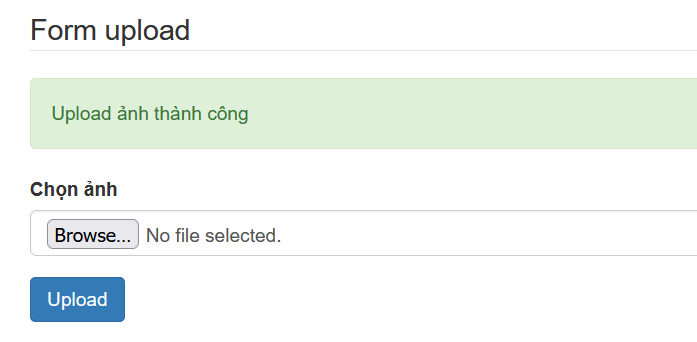 Form upload
Upload ảnh thành công
Chọn ảnh
Browse... No file selected.
Upload